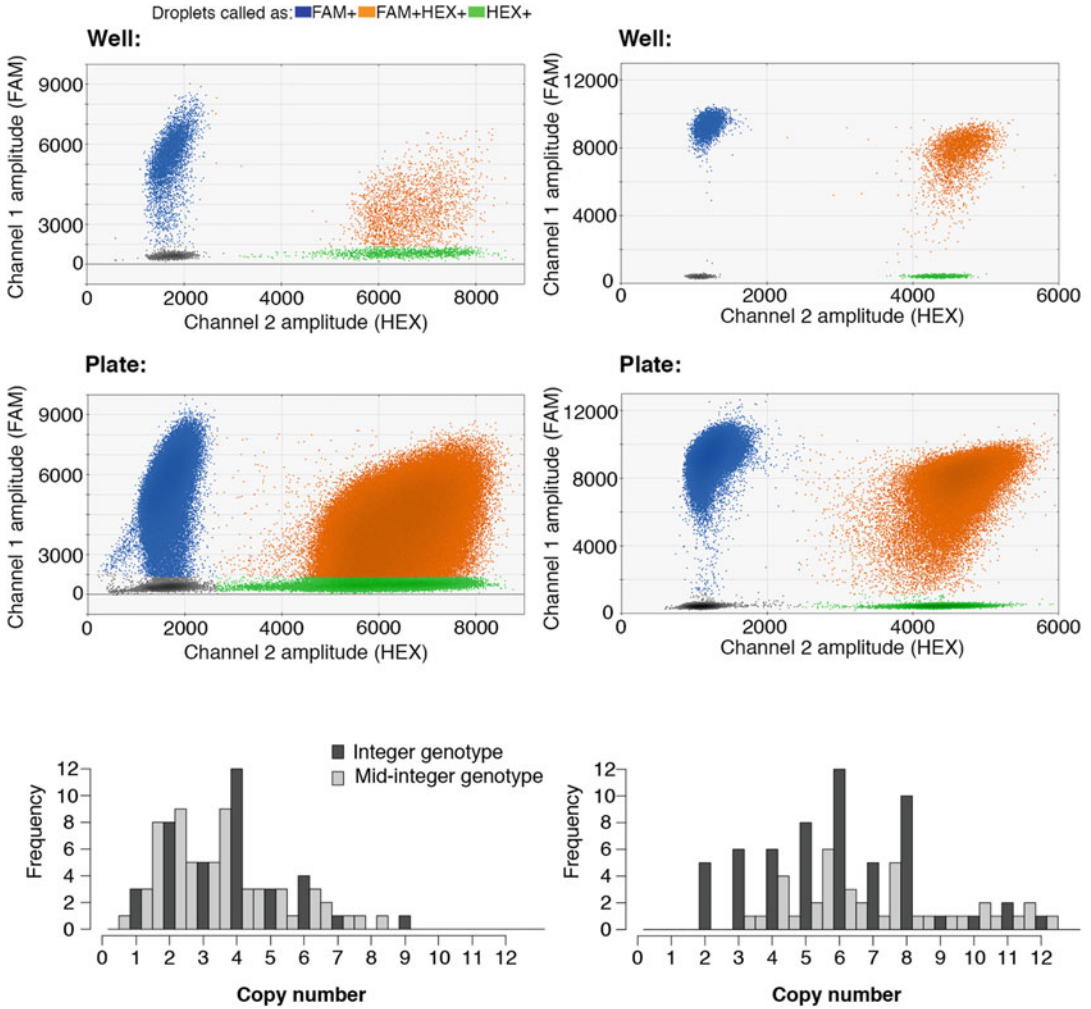 Droplets called as: FAM+ FAM+HEX+ HEX+
Well:
9000
6000
3000
0
Channel 1 amplitude (FAM)
0 2000 4000 6000 8000
Channel 2 amplitude (HEX)
Well:
12000
8000
4000
0
Channel 1 amplitude (FAM)
0 2000 4000 6000
Channel 2 amplitude (HEX)
Plate:
9000
6000
3000
0
Channel 1 amplitude (FAM)
0 2000 4000 6000 8000
Channel 2 amplitude (HEX)
Plate:
12000
8000
4000
0
Channel 1 amplitude (FAM)
0 2000 4000 6000
Channel 2 amplitude (HEX)
Integer genotype
Mid-integer genotype
12
10
8
6
4
2
0
Frequency
0 1 2 3 4 5 6 7 8 9 10 11 12
Copy number
12
10
8
6
4
2
0
Frequency
0 1 2 3 4 5 6 7 8 9 10 11 12
Copy number